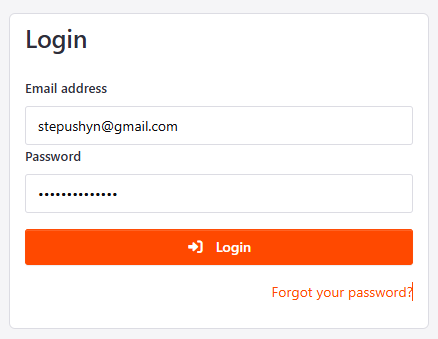 Login
Email address
stepushyn@gmail.com
Password
••••••••••••••
Login
Forgot your password?